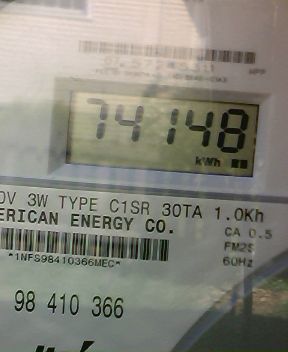 74148
kWh
0V 3W TYPE C1SR 30TA 1.0Kh
ERICAN ENERGY CO.
CA 0.5
FM2S
60Hz
*1NFS98410366MEC*
98 410 366